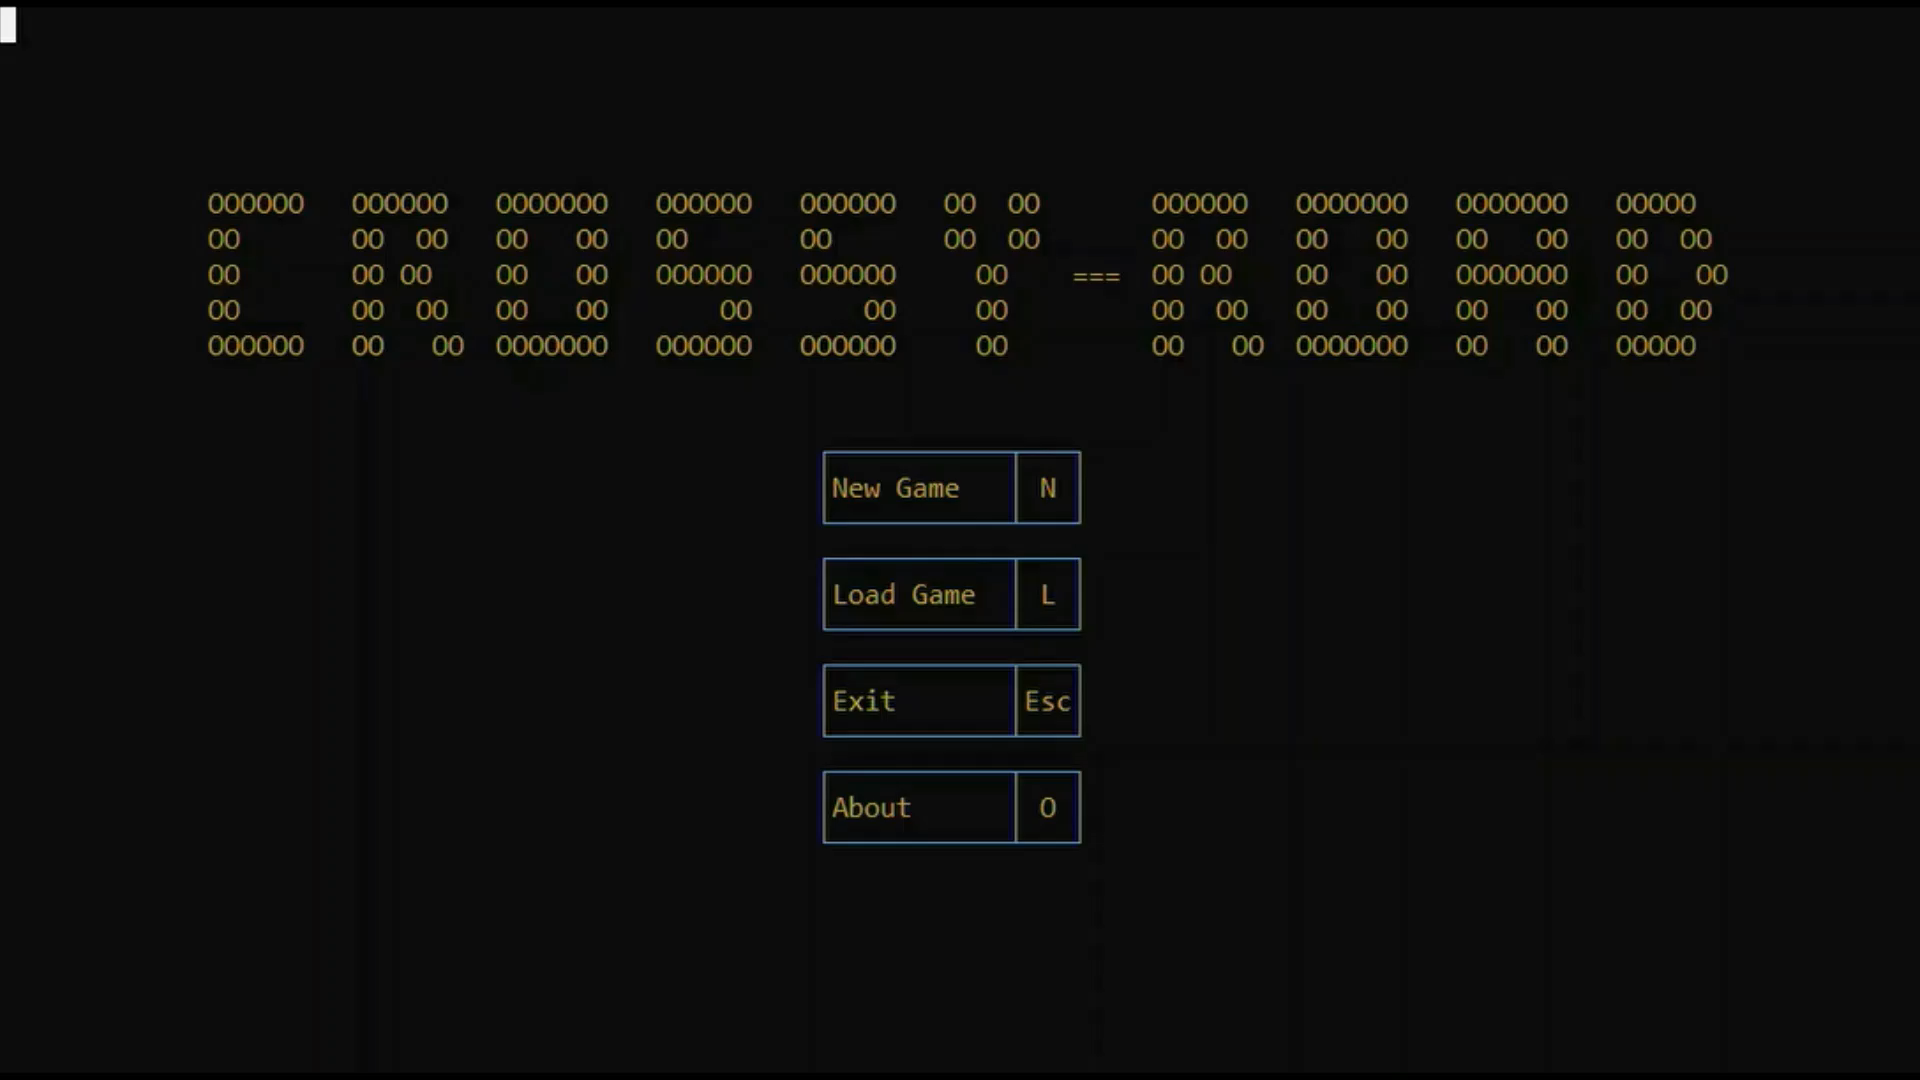 CROSSY===ROAD
New Game N
Load Game L
Exit Esc
About O